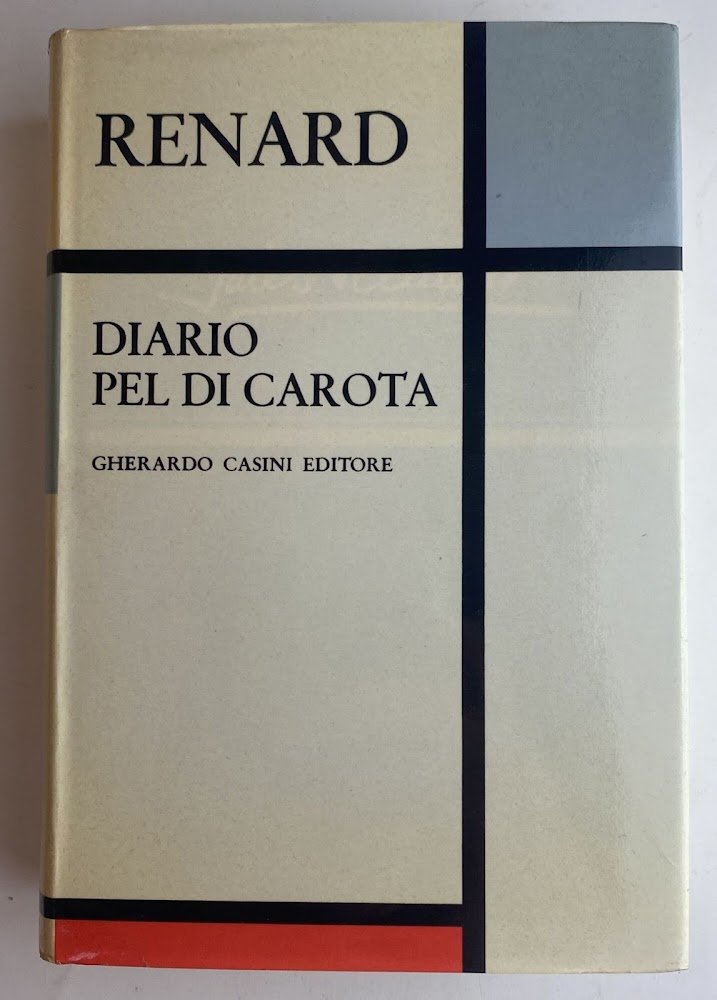 RENARD
DIARIO
PEL DI CAROTA
GHERARDO CASINI EDITORE